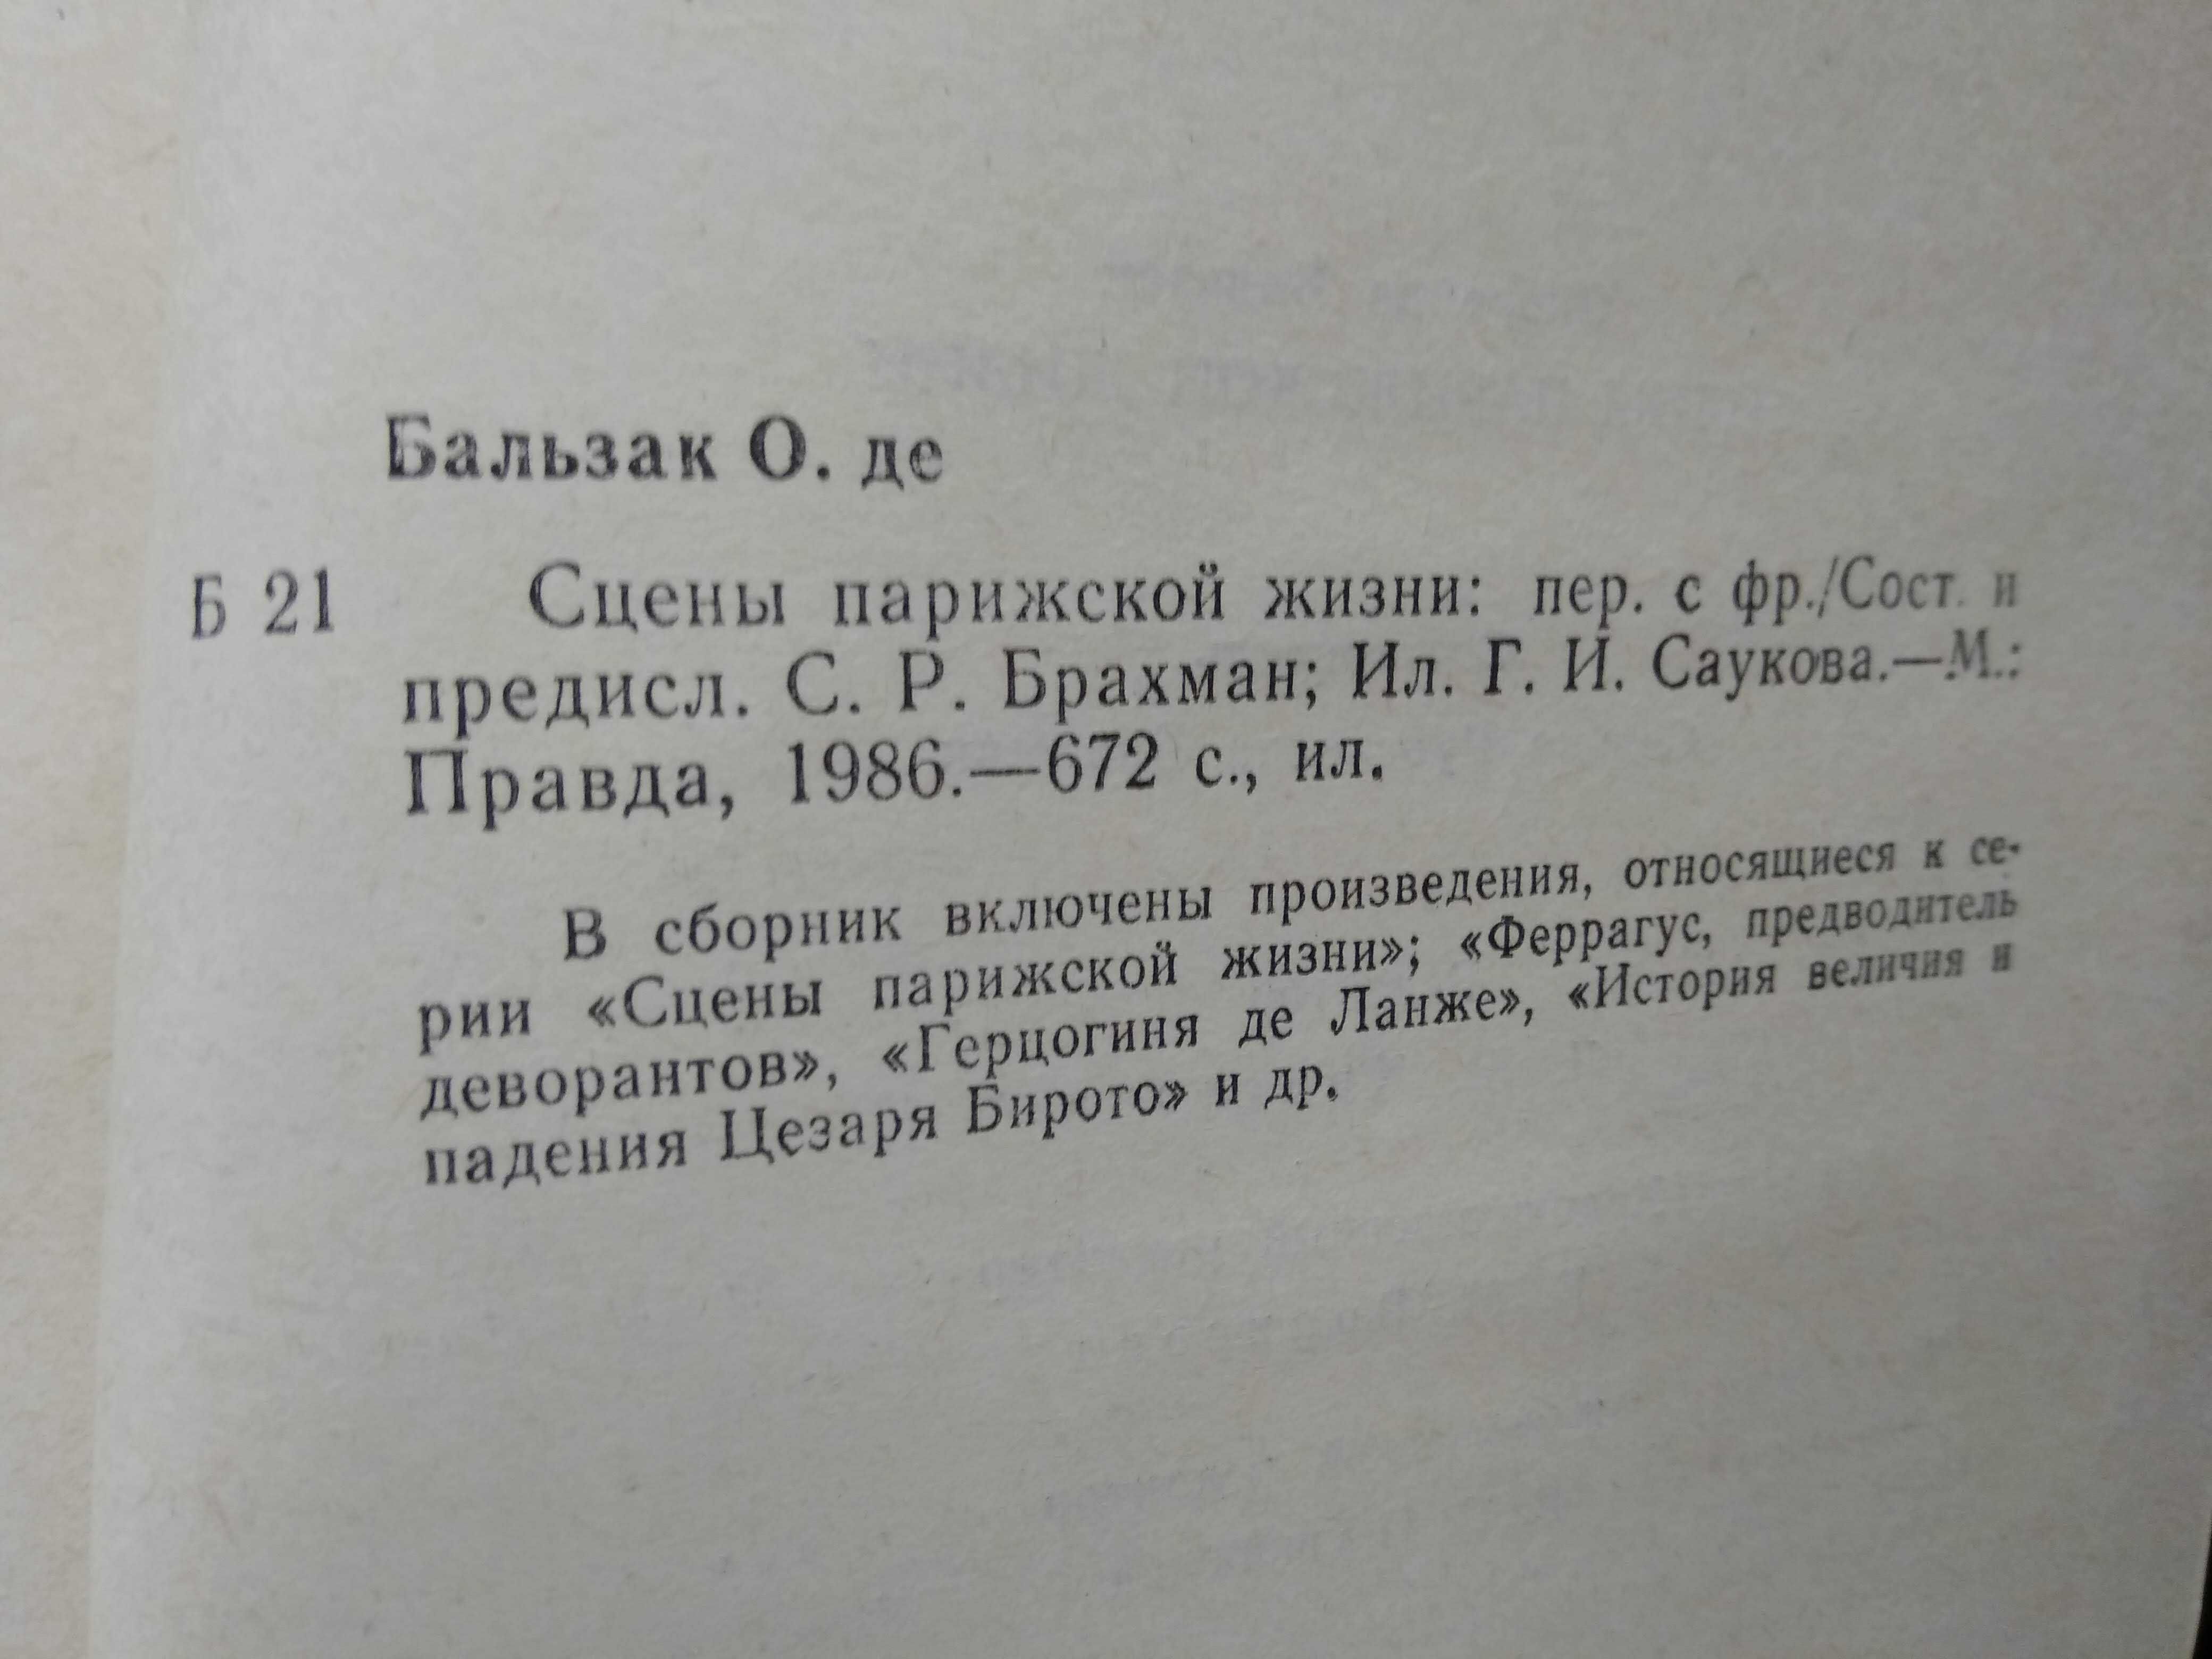 Бальзак О. де
Б 21 Сцены парижской жизни: пер. с фр./Сост. и
предисл. С. Р. Брахман; Ил. Г. И. Саукова.—М.:
Правда, 1986.—672 с., ил.
В сборник включены произведения, относящиеся к се-
рии «Сцены парижской жизни»; «Феррагус, предводитель
деворантов», «Герцогиня де Ланже», «История величия и
падения Цезаря Бирото» и др.